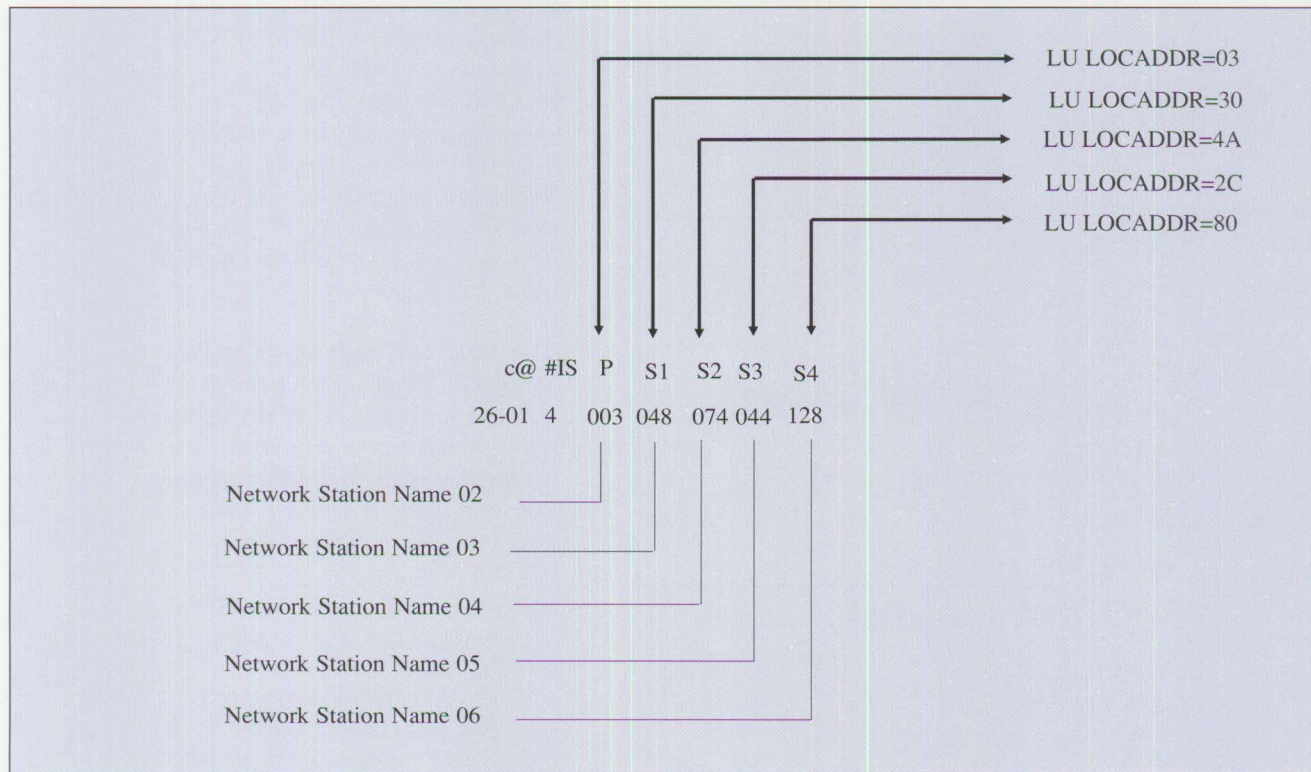 LU LOCADDR=03
LU LOCADDR=30
LU LOCADDR=4A
LU LOCADDR=2C
LU LOCADDR=80
c@ #IS P S1 S2 S3 S4
26-01 4 003 048 074 044 128
Network Station Name 02
Network Station Name 03
Network Station Name 04
Network Station Name 05
Network Station Name 06